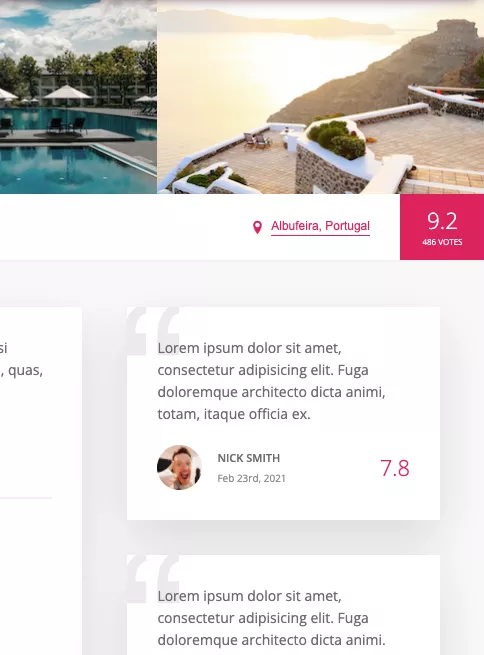 Albufeira, Portugal
9.2
486 VOTES
si
, quas,
“
Lorem ipsum dolor sit amet,
consectetur adipisicing elit. Fuga
doloremque architecto dicta animi,
totam, itaque officia ex.
NICK SMITH
Feb 23rd, 2021
7.8
“
Lorem ipsum dolor sit amet,
consectetur adipisicing elit. Fuga
doloremque architecto dicta animi.